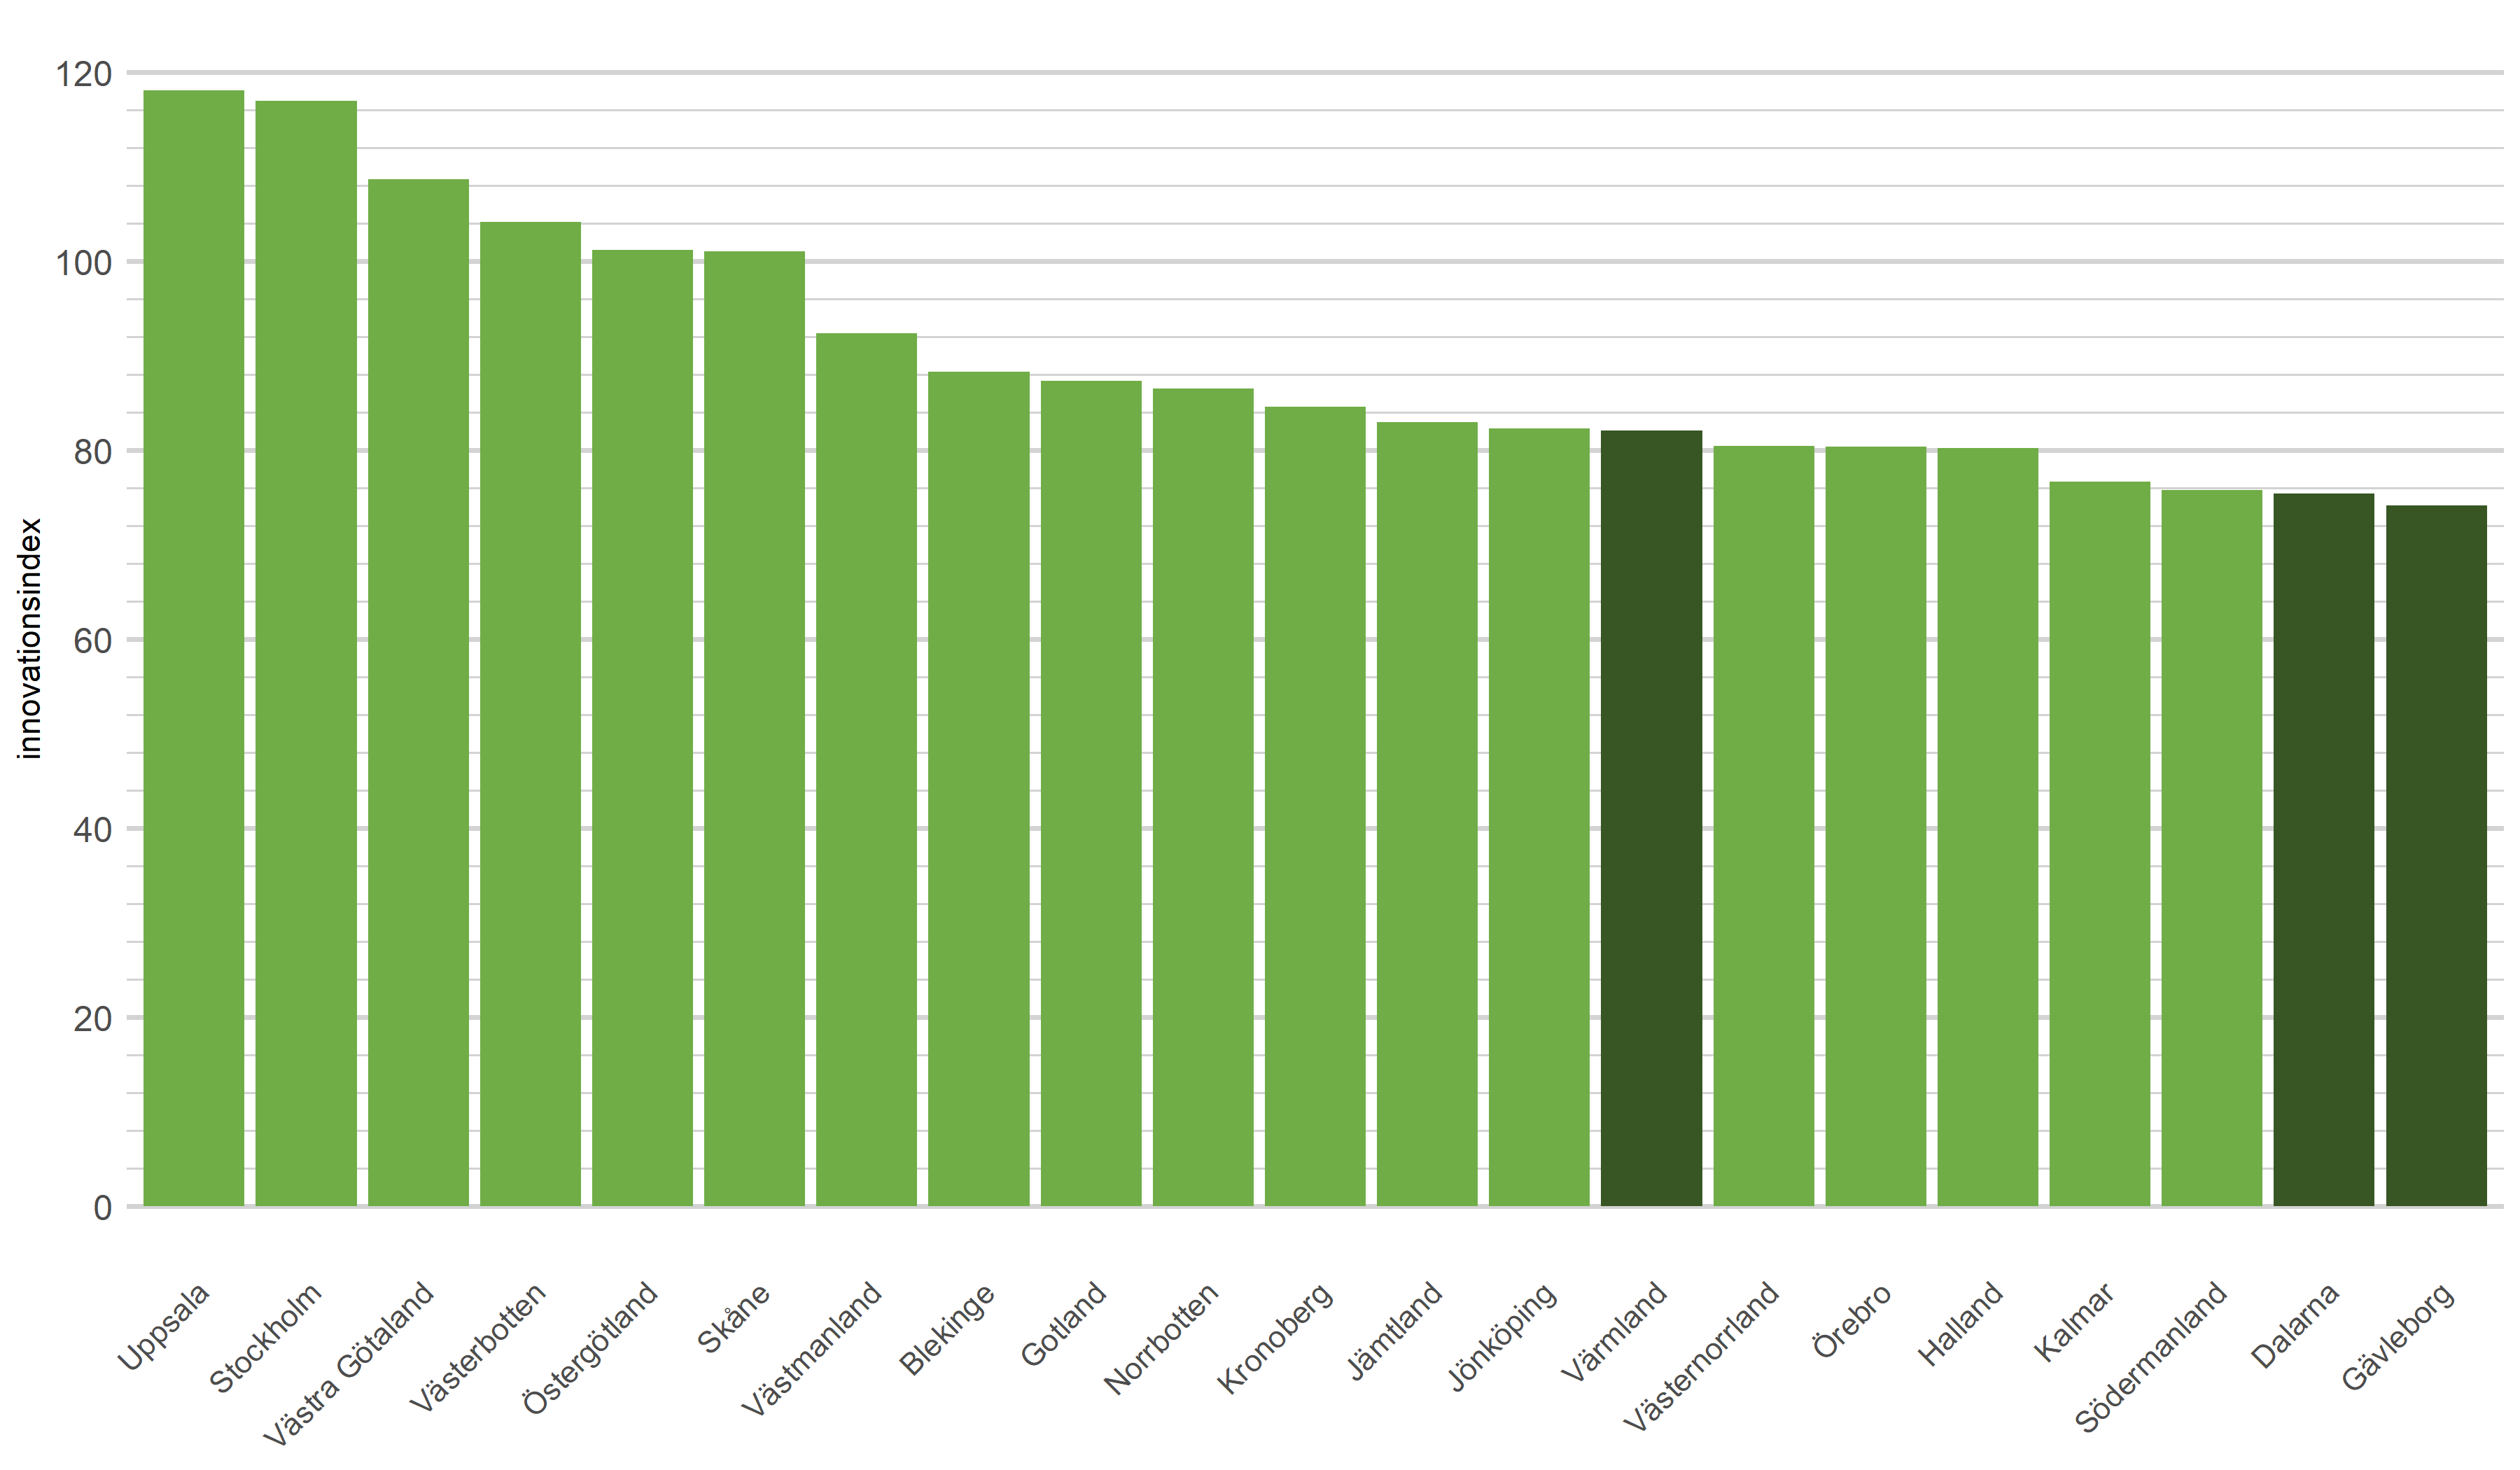 120
100
80
60
40
20
0
innovationsindex
Uppsala
Stockholm
Västra Götaland
Västerbotten
Östergötland
Skåne
Västmanland
Blekinge
Gotland
Norrbotten
Kronoberg
Jämtland
Jönköping
Värmland
Västernorrland
Örebro
Halland
Kalmar
Södermanland
Dalarna
Gävleborg